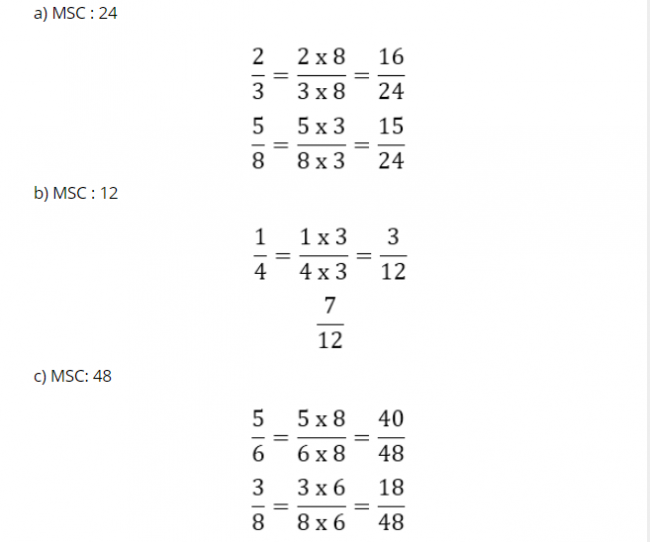 a) MSC : 24
2/3 = 2 x 8 / 3 x 8 = 16/24
5/8 = 5 x 3 / 8 x 3 = 15/24
b) MSC : 12
1/4 = 1 x 3 / 4 x 3 = 3/12
7/12
c) MSC: 48
5/6 = 5 x 8 / 6 x 8 = 40/48
3/8 = 3 x 6 / 8 x 6 = 18/48